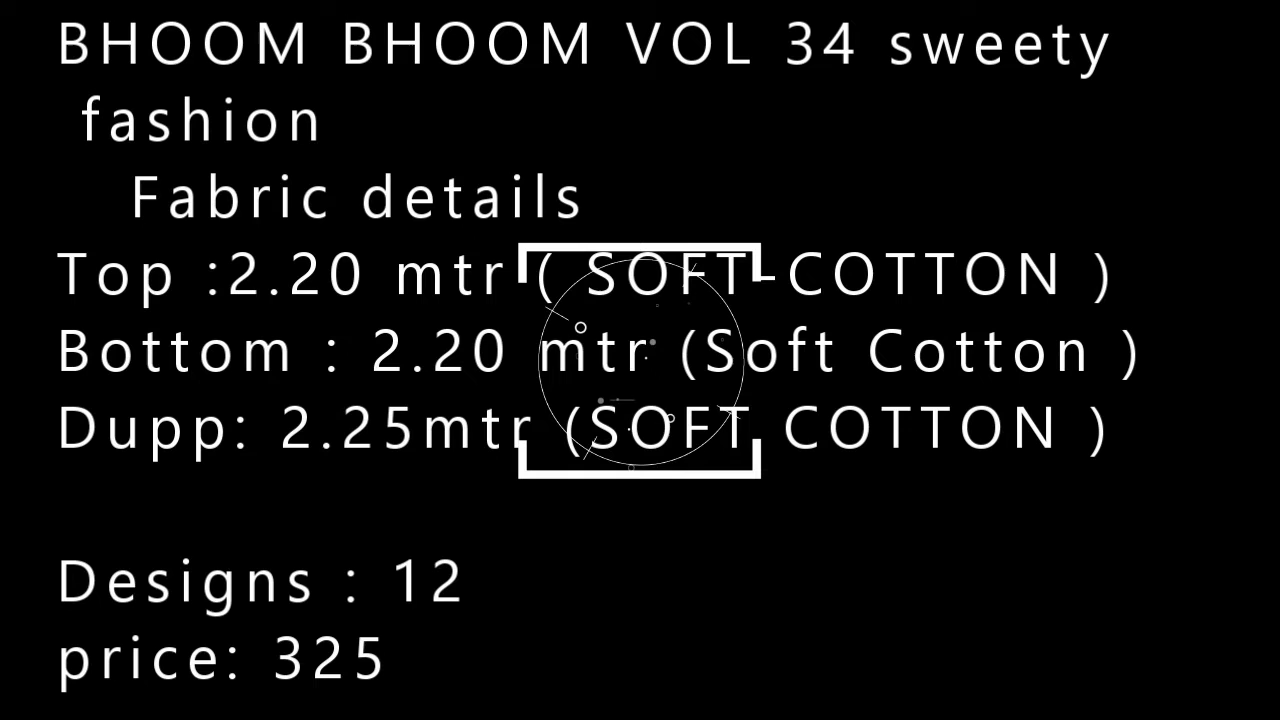 BHOOM BHOOM VOL 34 sweety
fashion
Fabric details
Top :2.20 mtr ( SOFT-COTTON )
Bottom : 2.20 mtr (Soft Cotton )
Dupp: 2.25mtr (SOFT COTTON )
Designs : 12
price: 325